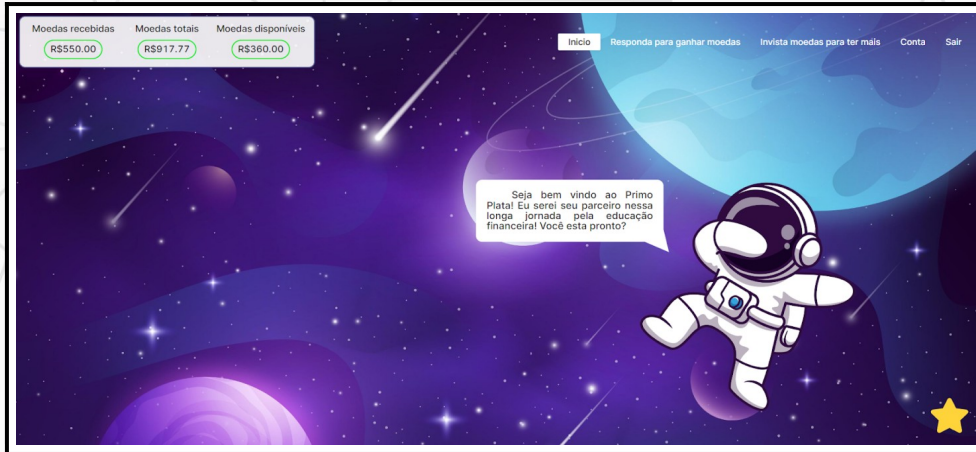 Moedas recebidas Moedas totais Moedas disponíveis
R$550.00 R$917.77 R$360.00
Inicio Responda para ganhar moedas Invista moedas para ter máis Conta Sair
Seja bem vindo ao Primo
Plata! Eu serei seu parceiro nessa
longa jornada pela educação
financeira! Você esta pronto?